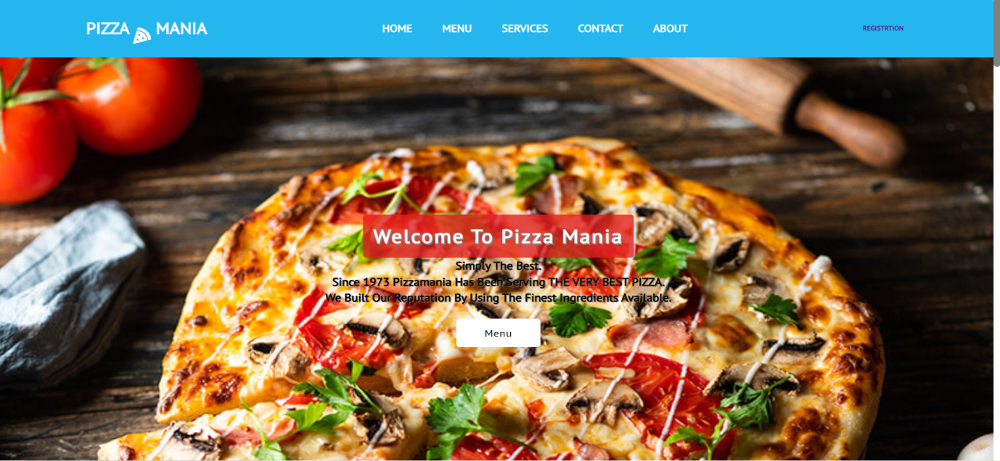 PIZZA MANIA
HOME MENU SERVICES CONTACT ABOUT
REGISTRTION
Welcome To Pizza Mania
Simply The Best.
Since 1973 Pizzamania Has Been Serving THE VERY BEST PIZZA.
We Built Our Reputation By Using The Finest Ingredients Available.
Menu